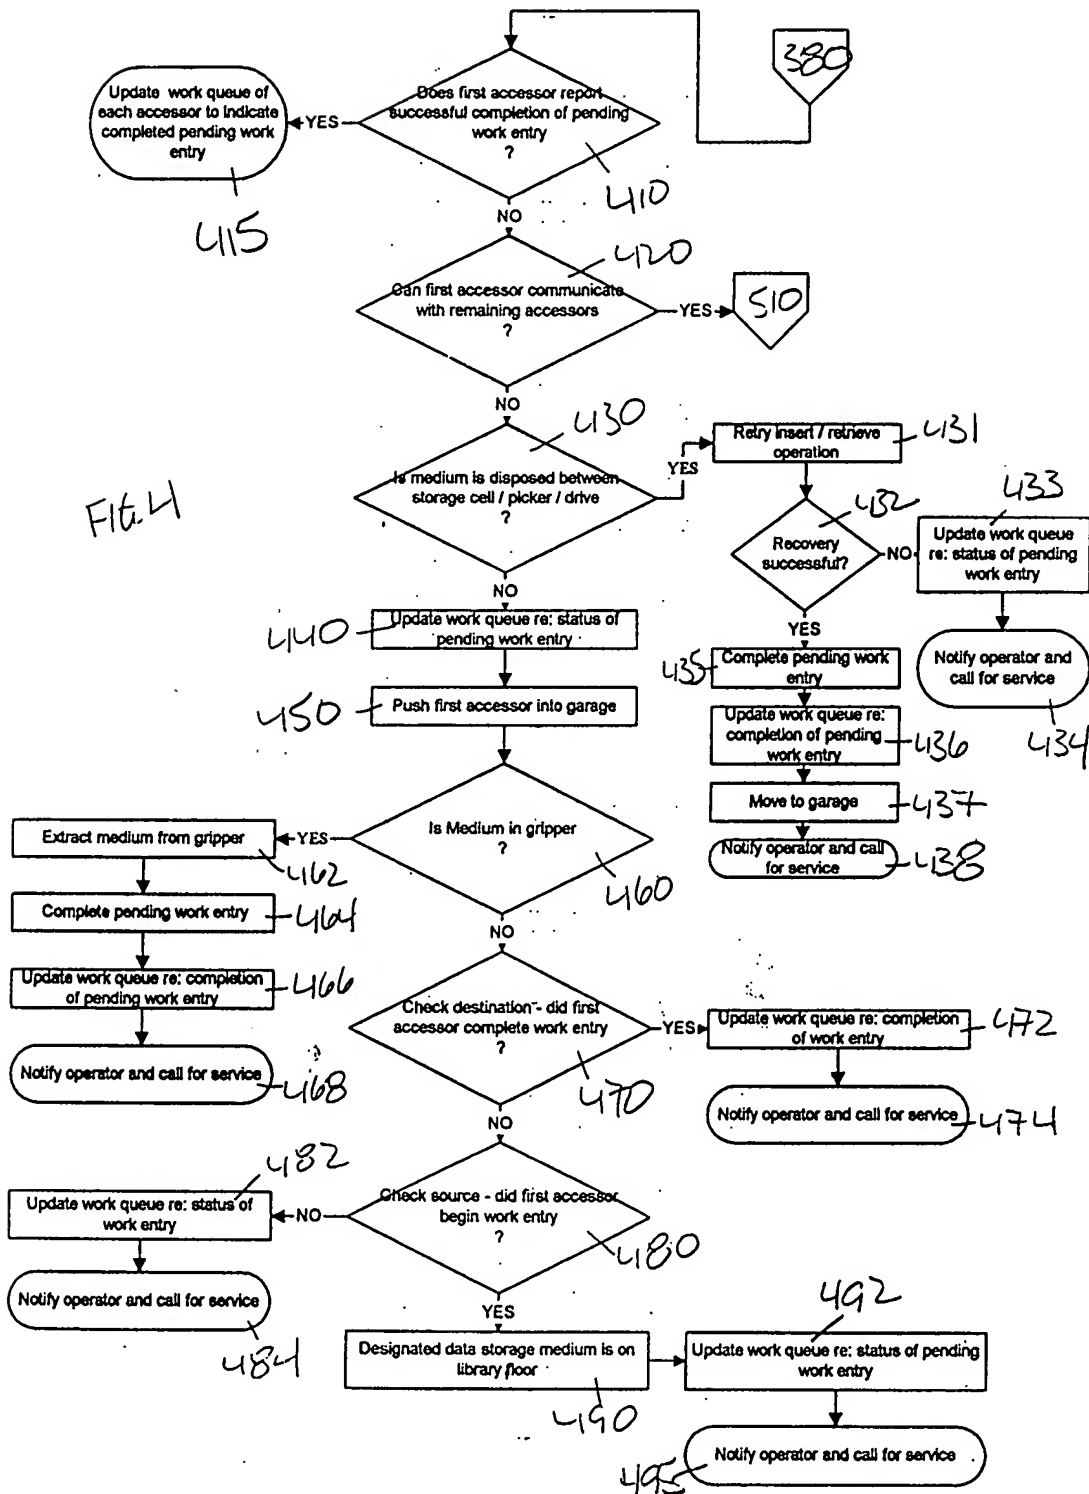 380
Does first accessor report
successful completion of pending
work entry
?
410
YES
Update work queue of
each accessor to indicate
completed pending work
entry
415
NO
420
Can first accessor communicate
with remaining accessors
?
YES
510
NO
430
Is medium is disposed between
storage cell / picker / drive
?
YES
Retry insert / retrieve
operation
431
432
Recovery
successful?
NO
433
Update work queue
re: status of pending
work entry
Notify operator and
call for service
434
YES
435
Complete pending work
entry
Update work queue re:
completion of pending
work entry
436
Move to garage
437
Notify operator and call
for service
438
FIG. 4
NO
440
Update work queue re: status of
pending work entry
450
Push first accessor into garage
Is Medium in gripper
?
460
YES
Extract medium from gripper
462
Complete pending work entry
464
Update work queue re: completion
of pending work entry
466
Notify operator and call for service
468
NO
Check destination - did first
accessor complete work entry
?
470
YES
Update work queue re: completion
of work entry
472
Notify operator and call for service
474
NO
Check source - did first accessor
begin work entry
?
480
NO
482
Update work queue re: status of
work entry
Notify operator and call for service
484
YES
Designated data storage medium is on
library floor
490
492
Update work queue re: status of pending
work entry
Notify operator and call for service
495